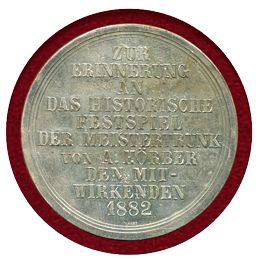 ZUR
ERINNERUNG
AN
DAS HISTORISCHE
FESTSPIEL
DER MEISTERTRUNK
VON A. HÖRBER
DEN MIT-
WIRKENDEN
1882